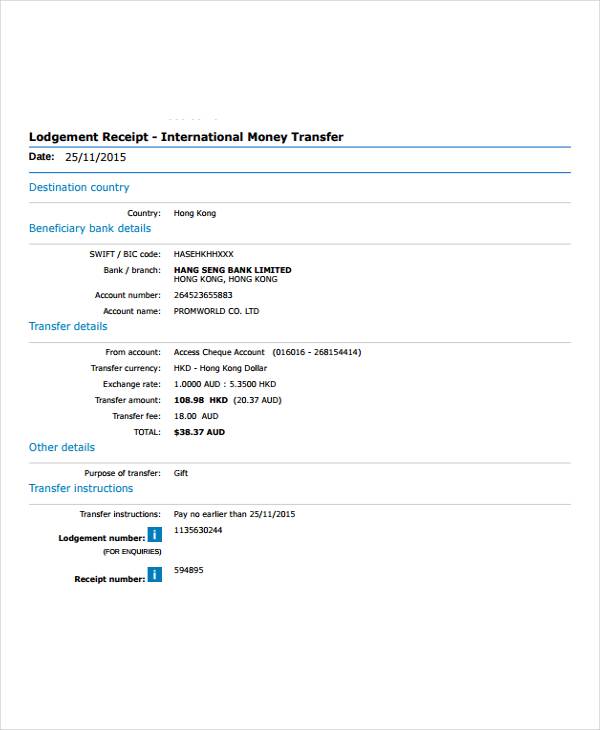 Lodgement Receipt - International Money Transfer
Date: 25/11/2015
Destination country
Country: Hong Kong
Beneficiary bank details
SWIFT / BIC code: HASEHKHHXXX
Bank / branch: HANG SENG BANK LIMITED
HONG KONG, HONG KONG
Account number: 264523655883
Account name: PROMWORLD CO. LTD
Transfer details
From account: Access Cheque Account (016016 - 268154414)
Transfer currency: HKD - Hong Kong Dollar
Exchange rate: 1.0000 AUD : 5.3500 HKD
Transfer amount: 108.98 HKD (20.37 AUD)
Transfer fee: 18.00 AUD
TOTAL: $38.37 AUD
Other details
Purpose of transfer: Gift
Transfer instructions
Transfer instructions: Pay no earlier than 25/11/2015
Lodgement number: i 1135630244
(FOR ENQUIRIES)
Receipt number: i 594895